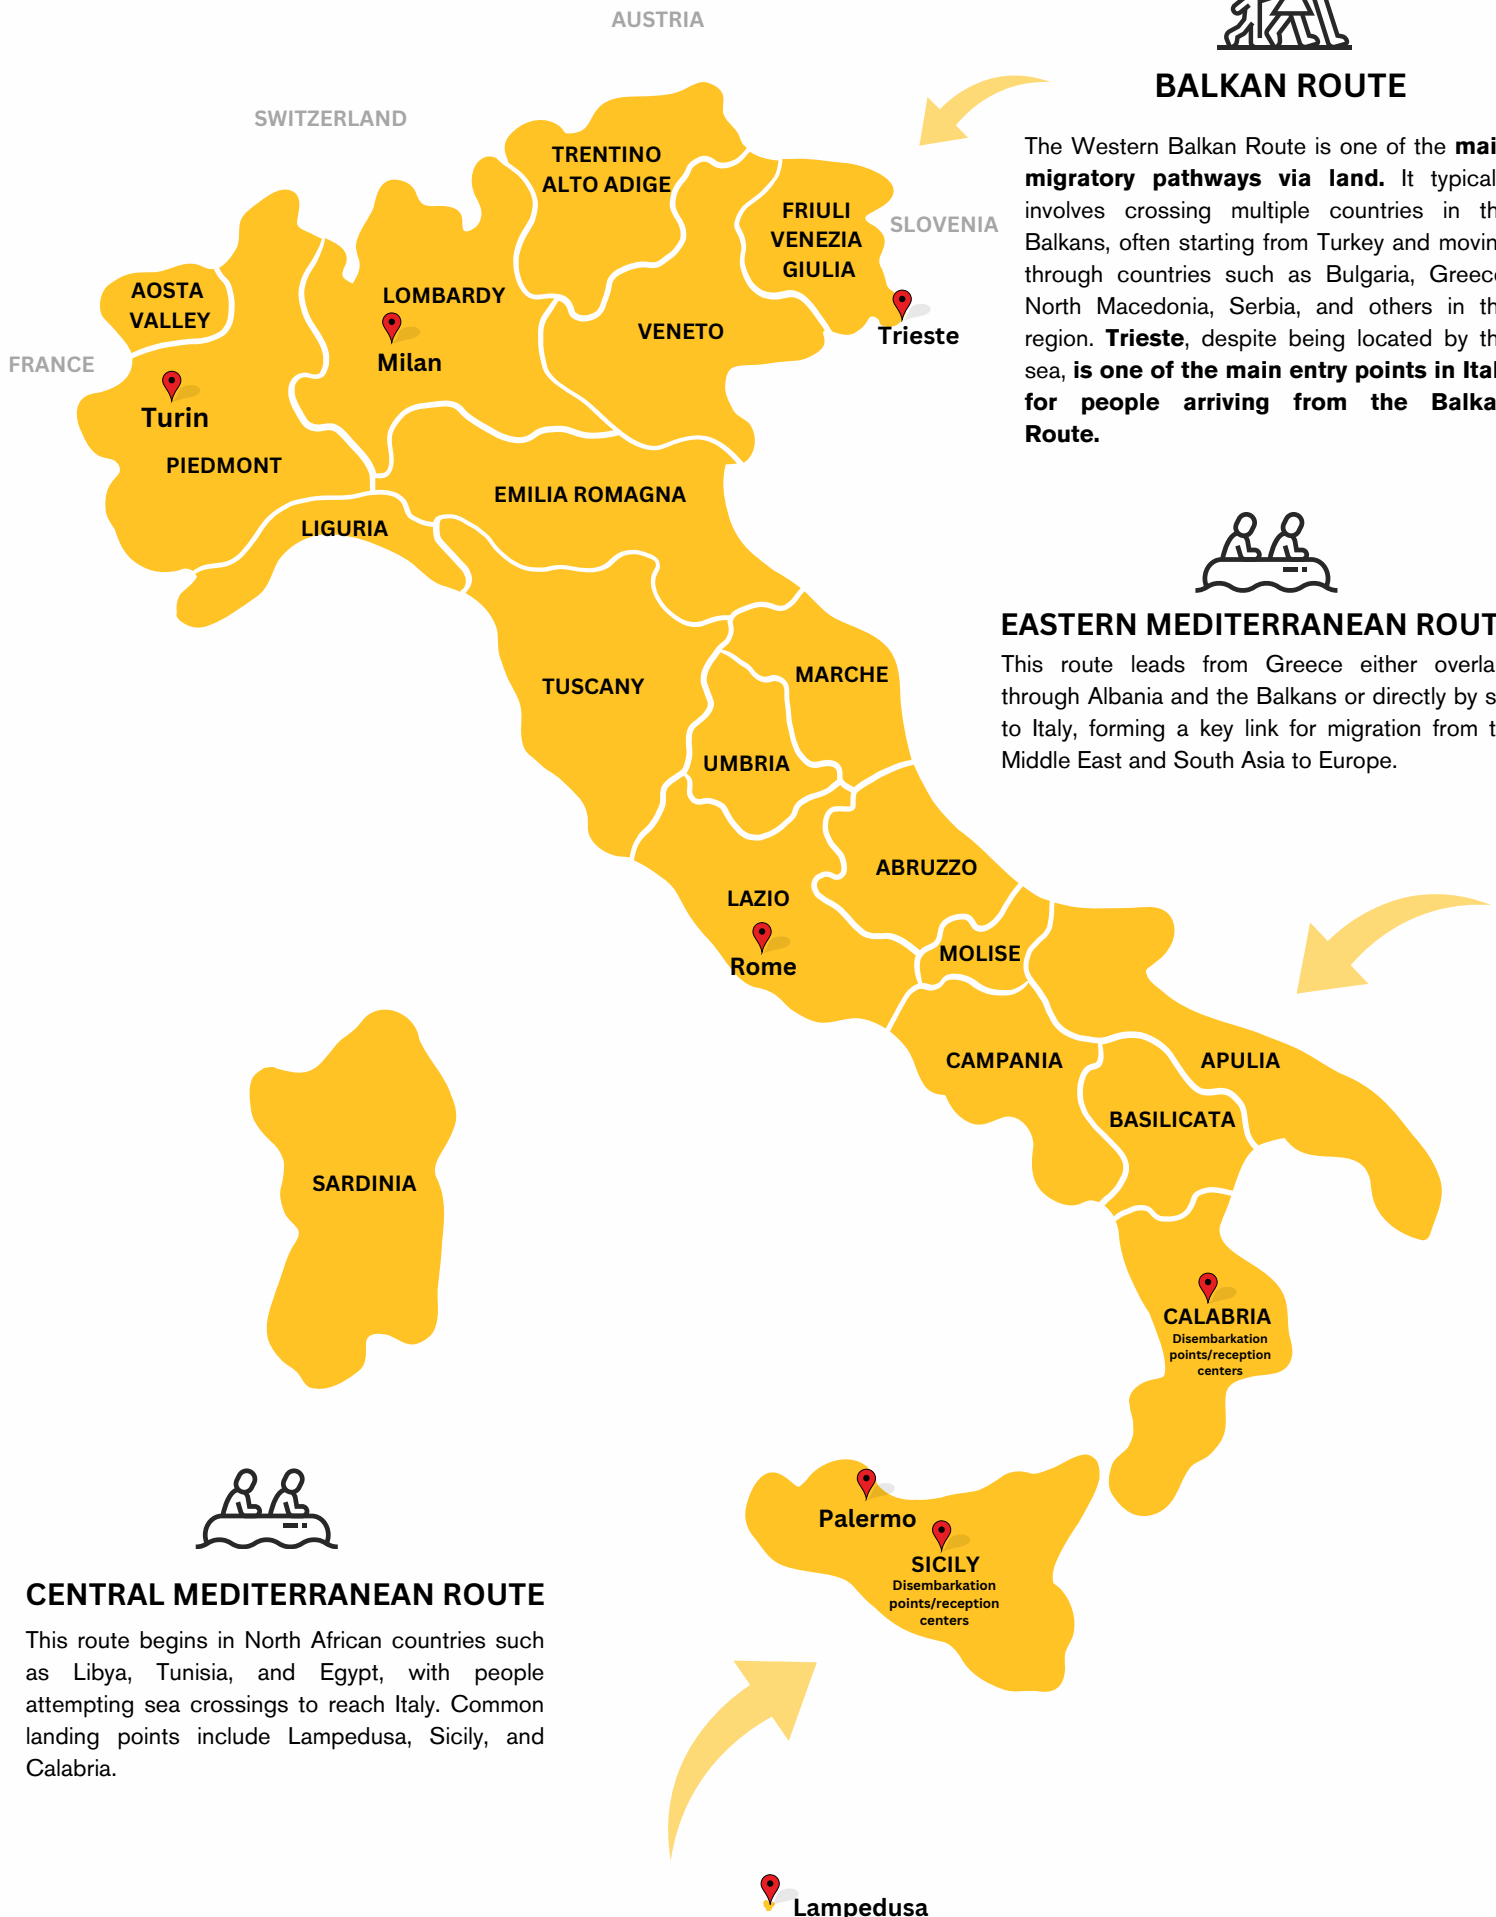 AUSTRIA
BALKAN ROUTE
SWITZERLAND
The Western Balkan Route is one of the
migratory pathways via land. It
involves crossing multiple countries in
Balkans, often starting from Turkey and
through countries such as Bulgaria,
North Macedonia, Serbia, and others in
region. Trieste, despite being located by
sea, is one of the main entry points in
for people arriving from the
Route.
TRENTINO
ALTO ADIGE
FRIULI
VENEZIA
GIULIA
SLOVENIA
AOSTA
VALLEY
LOMBARDY
VENETO
Trieste
FRANCE
Milan
Turin
PIEDMONT
EMILIA ROMAGNA
LIGURIA
EASTERN MEDITERRANEAN
This route leads from Greece either
through Albania and the Balkans or directly by
to Italy, forming a key link for migration from
Middle East and South Asia to Europe.
TUSCANY
MARCHE
UMBRIA
ABRUZZO
LAZIO
Rome
MOLISE
CAMPANIA
APULIA
BASILICATA
SARDINIA
CALABRIA
Disembarkation
points/reception
centers
Palermo
SICILY
Disembarkation
points/reception
centers
CENTRAL MEDITERRANEAN ROUTE
This route begins in North African countries such
as Libya, Tunisia, and Egypt, with people
attempting sea crossings to reach Italy. Common
landing points include Lampedusa, Sicily, and
Calabria.
Lampedusa